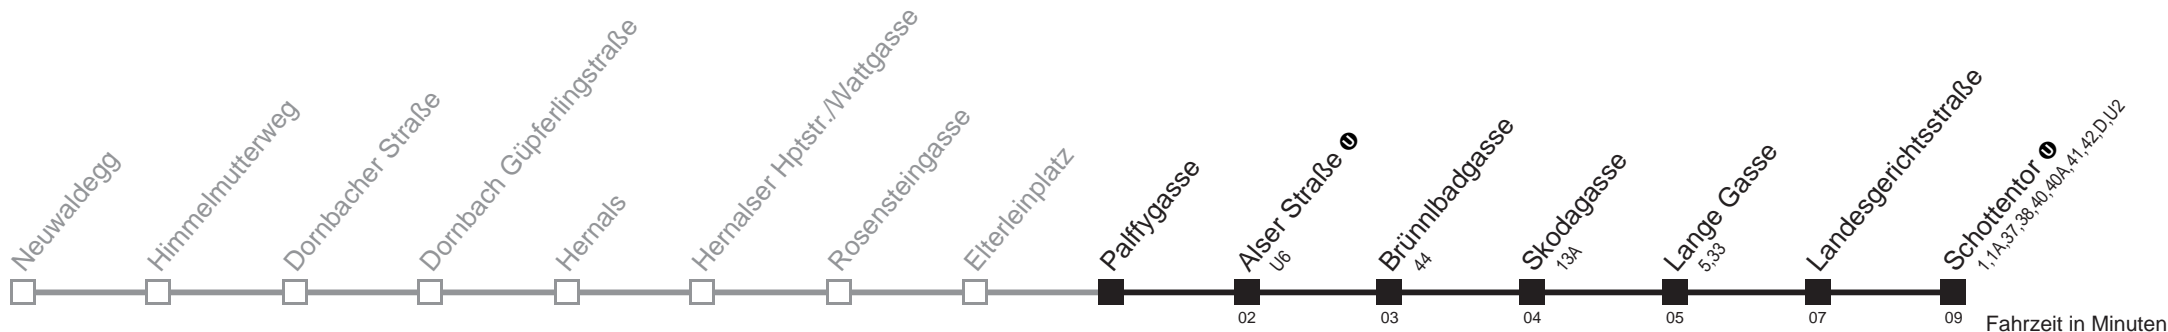 Neuwaldegg
Himmelmutterweg
Dornbacher Straße
Dornbach Güpferlingstraße
Hernals
Hernalser Hptstr./Wattgasse
Rosensteingasse
Elterleinplatz
Palffygasse
Alser Straße U
U6
Brünnlbadgasse
44
Skodagasse
13A
Lange Gasse
5,33
Landesgerichtsstraße
Schottentor U
1,1A,37,38,40,40A,41,42,D,U2
02 03 04 05 07 09 Fahrzeit in Minuten